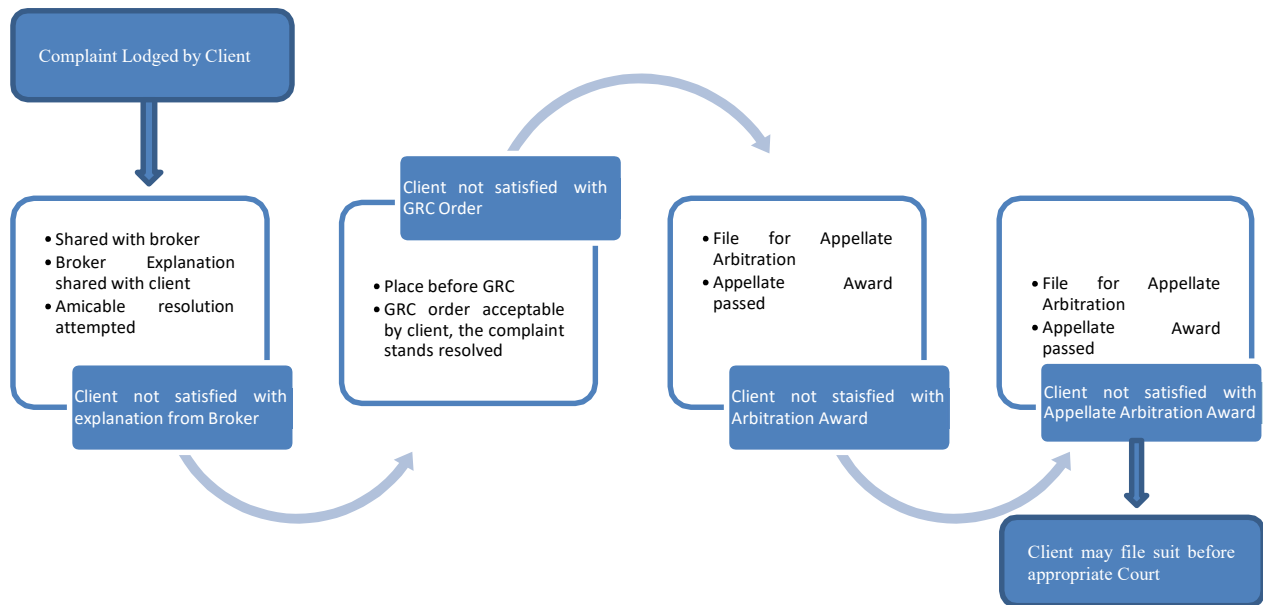 Complaint Lodged by Client
• Shared with broker
• Broker Explanation
shared with client
• Amicable resolution
attempted
Client not satisfied with
explanation from Broker
Client not satisfied with
GRC Order
• Place before GRC
• GRC order acceptable
by client, the complaint
stands resolved
• File for Appellate
Arbitration
• Appellate Award
passed
Client not staisfied with
Arbitration Award
• File for Appellate
Arbitration
• Appellate Award
passed
Client not satisfied with
Appellate Arbitration Award
Client may file suit before
appropriate Court